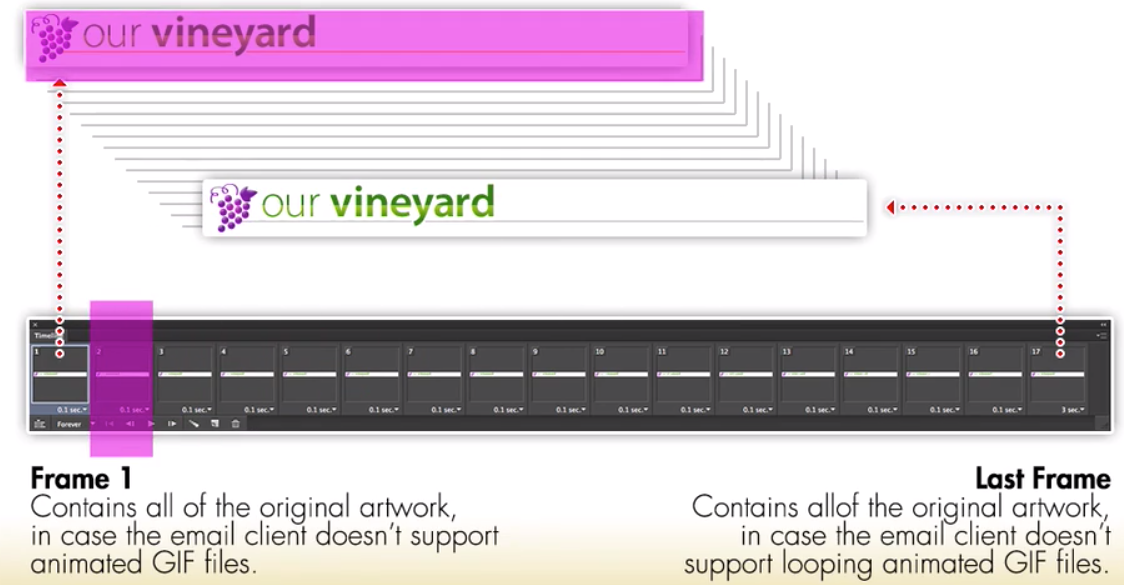 our vineyard
our vineyard
Timeline
1 2 3 4 5 6 7 8 9 10 11 12 13 14 15 16 17
0.1 sec. 0.1 sec. 0.1 sec. 0.1 sec. 0.1 sec. 0.1 sec. 0.1 sec. 0.1 sec. 0.1 sec. 0.1 sec. 0.1 sec. 0.1 sec. 0.1 sec. 0.1 sec. 0.1 sec. 0.1 sec. 3 sec.
Forever
Frame 1
Contains all of the original artwork,
in case the email client doesn't support
animated GIF files.
Last Frame
Contains allof the original artwork,
in case the email client doesn't
support looping animated GIF files.